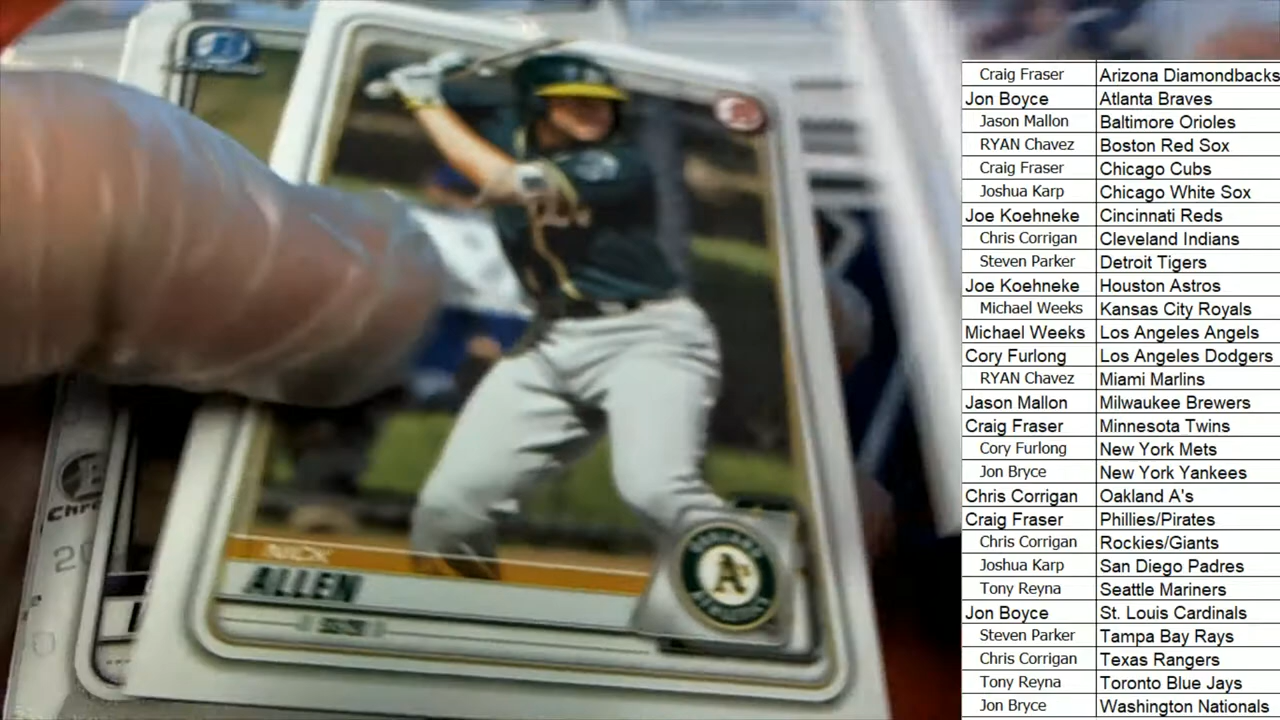 NICK
ALLEN
A's
Chr
20
Craig Fraser Arizona Diamondbacks
Jon Boyce Atlanta Braves
Jason Mallon Baltimore Orioles
RYAN Chavez Boston Red Sox
Craig Fraser Chicago Cubs
Joshua Karp Chicago White Sox
Joe Koehneke Cincinnati Reds
Chris Corrigan Cleveland Indians
Steven Parker Detroit Tigers
Joe Koehneke Houston Astros
Michael Weeks Kansas City Royals
Michael Weeks Los Angeles Angels
Cory Furlong Los Angeles Dodgers
RYAN Chavez Miami Marlins
Jason Mallon Milwaukee Brewers
Craig Fraser Minnesota Twins
Cory Furlong New York Mets
Jon Bryce New York Yankees
Chris Corrigan Oakland A's
Craig Fraser Phillies/Pirates
Chris Corrigan Rockies/Giants
Joshua Karp San Diego Padres
Tony Reyna Seattle Mariners
Jon Boyce St. Louis Cardinals
Steven Parker Tampa Bay Rays
Chris Corrigan Texas Rangers
Tony Reyna Toronto Blue Jays
Jon Bryce Washington Nationals